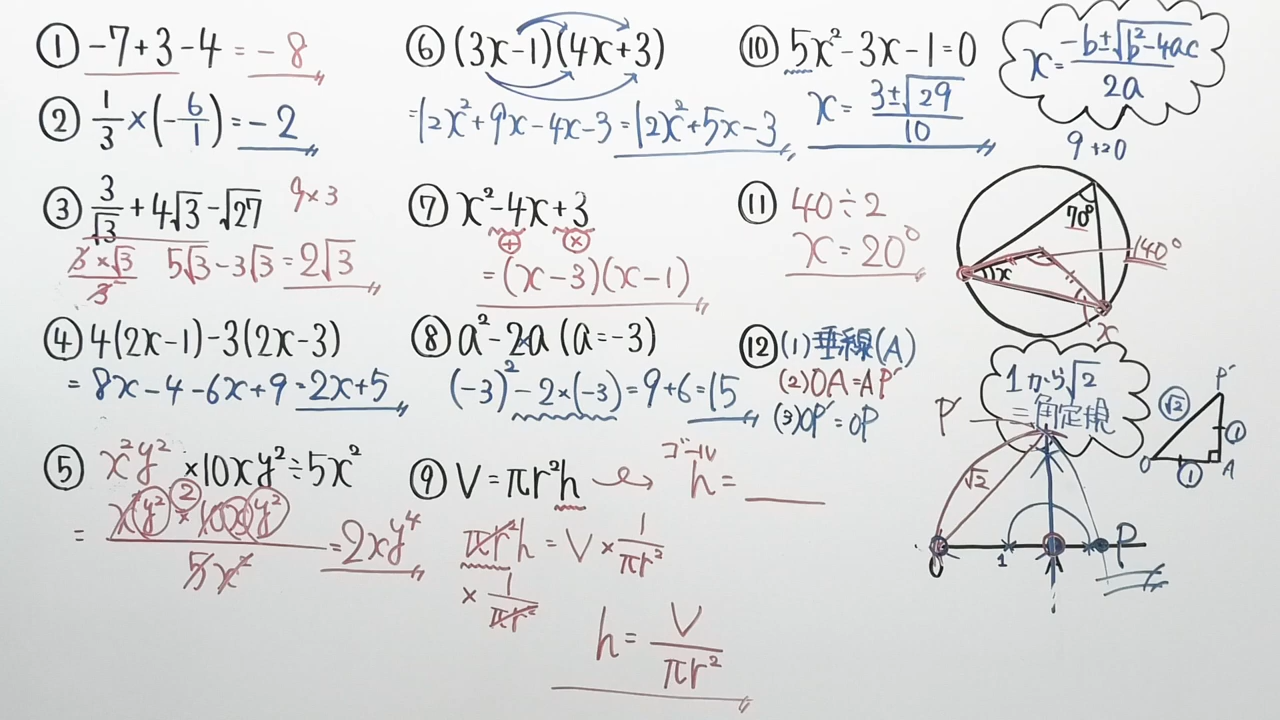 ① -7+3-4 = -8
② 1/3 × (-6/1) = -2
③ 3/√3 + 4√3 - √27 9×3
3×√3/3 5√3-3√3 = 2√3
④ 4(2x-1)-3(2x-3)
= 8x-4-6x+9 = 2x+5
⑤ x²y² ×10xy²÷5x²
= x²y²×10xy²/5x² = 2xy⁴
⑥ (3x-1)(4x+3)
=12x²+9x-4x-3 = 12x²+5x-3
⑦ x²-4x+3
⊕ ⊗
= (x-3)(x-1)
⑧ a²-2a (a=-3)
(-3)²-2×(-3) = 9+6 = 15
⑨ V=πr²h ゴール h=
πr²h = V × 1/πr²
× 1/πr²
h = V/πr²
⑩ 5x²-3x-1=0
x = 3±√29/10
x = -b±√b²-4ac/2a
9+20
⑪ 40÷2
x = 20°
70°
140°
x
x
⑫ (1) 垂線(A)
(2) OA=AP′
(3) OP′=OP
1から√2
三角定規
P′
√2
O
1
A
P
P′
√2
①
O
①
A